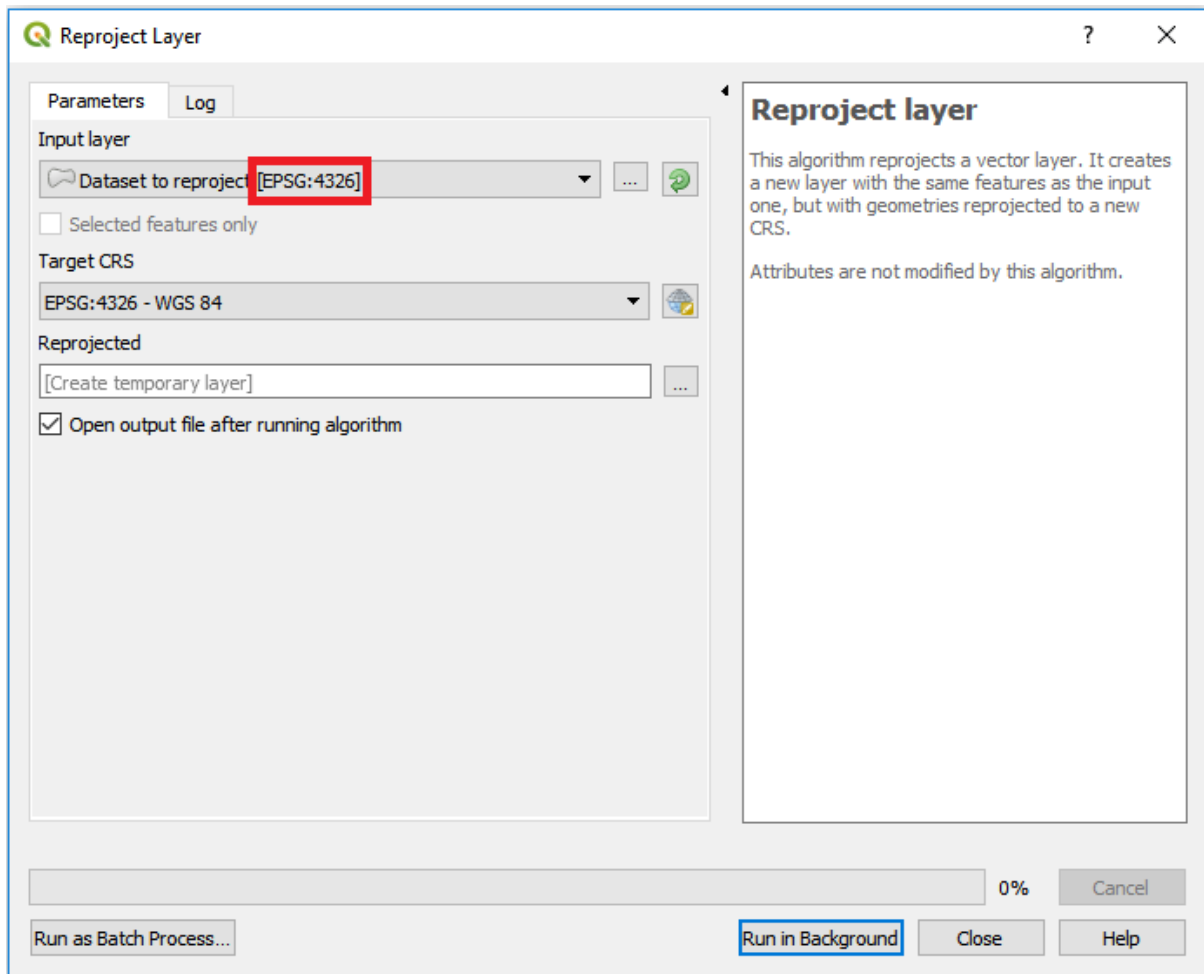 Reproject Layer
?
Parameters
Log
Input layer
Dataset to reproject [EPSG:4326]
...
Selected features only
Target CRS
EPSG:4326 - WGS 84
Reprojected
[Create temporary layer]
...
Open output file after running algorithm
Reproject layer
This algorithm reprojects a vector layer. It creates
a new layer with the same features as the input
one, but with geometries reprojected to a new
CRS.
Attributes are not modified by this algorithm.
0%
Cancel
Run as Batch Process...
Run in Background
Close
Help